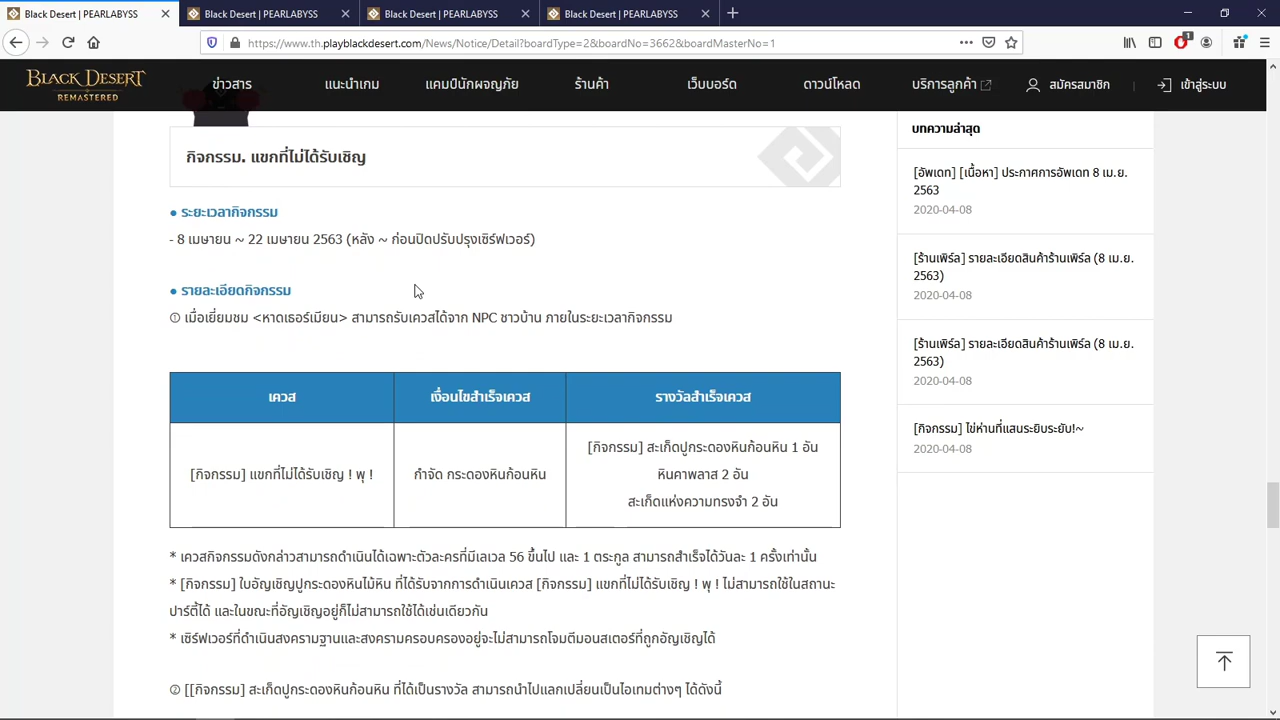 Black Desert | PEARLABYSS
Black Desert | PEARLABYSS
Black Desert | PEARLABYSS
Black Desert | PEARLABYSS
https://www.th.playblackdesert.com/News/Notice/Detail?boardType=2&boardNo=3662&boardMasterNo=1
1
BLACK DESERT
REMASTERED
ข่าวสาร
แนะนำเกม
แคมป์นักผจญภัย
ร้านค้า
เว็บบอร์ด
ดาวน์โหลด
บริการลูกค้า
สมัครสมาชิก
เข้าสู่ระบบ
กิจกรรม. แขกที่ไม่ได้รับเชิญ
● ระยะเวลากิจกรรม
- 8 เมษายน ~ 22 เมษายน 2563 (หลัง ~ ก่อนปิดปรับปรุงเซิร์ฟเวอร์)
● รายละเอียดกิจกรรม
① เมื่อเยี่ยมชม <หาดเธอร์เมียน> สามารถรับเควสได้จาก NPC ชาวบ้าน ภายในระยะเวลากิจกรรม
เควส
เงื่อนไขสำเร็จเควส
รางวัลสำเร็จเควส
[กิจกรรม] แขกที่ไม่ได้รับเชิญ ! พุ !
กำจัด กระดองหินก้อนหิน
[กิจกรรม] สะเก็ดปูกระดองหินก้อนหิน 1 อัน
หินคาพลาส 2 อัน
สะเก็ดแห่งความทรงจำ 2 อัน
* เควสกิจกรรมดังกล่าวสามารถดำเนินได้เฉพาะตัวละครที่มีเลเวล 56 ขึ้นไป และ 1 ตระกูล สามารถสำเร็จได้วันละ 1 ครั้งเท่านั้น
* [กิจกรรม] ใบอัญเชิญปูกระดองหินไม้หิน ที่ได้รับจากการดำเนินเควส [กิจกรรม] แขกที่ไม่ได้รับเชิญ ! พุ ! ไม่สามารถใช้ในสถานะ
ปาร์ตี้ได้ และในขณะที่อัญเชิญอยู่ก็ไม่สามารถใช้ได้เช่นเดียวกัน
* เซิร์ฟเวอร์ที่ดำเนินสงครามฐานและสงครามครอบครองอยู่จะไม่สามารถโจมตีมอนสเตอร์ที่ถูกอัญเชิญได้
② [[กิจกรรม] สะเก็ดปูกระดองหินก้อนหิน ที่ได้เป็นรางวัล สามารถนำไปแลกเปลี่ยนเป็นไอเทมต่างๆ ได้ดังนี้
บทความล่าสุด
[อัพเดท] [เนื้อหา] ประกาศการอัพเดท 8 เม.ย.
2563
2020-04-08
[ร้านเพิร์ล] รายละเอียดสินค้าร้านเพิร์ล (8 เม.ย.
2563)
2020-04-08
[ร้านเพิร์ล] รายละเอียดสินค้าร้านเพิร์ล (8 เม.ย.
2563)
2020-04-08
[กิจกรรม] ไข่ห่านที่แสนระยิบระยับ!~
2020-04-08